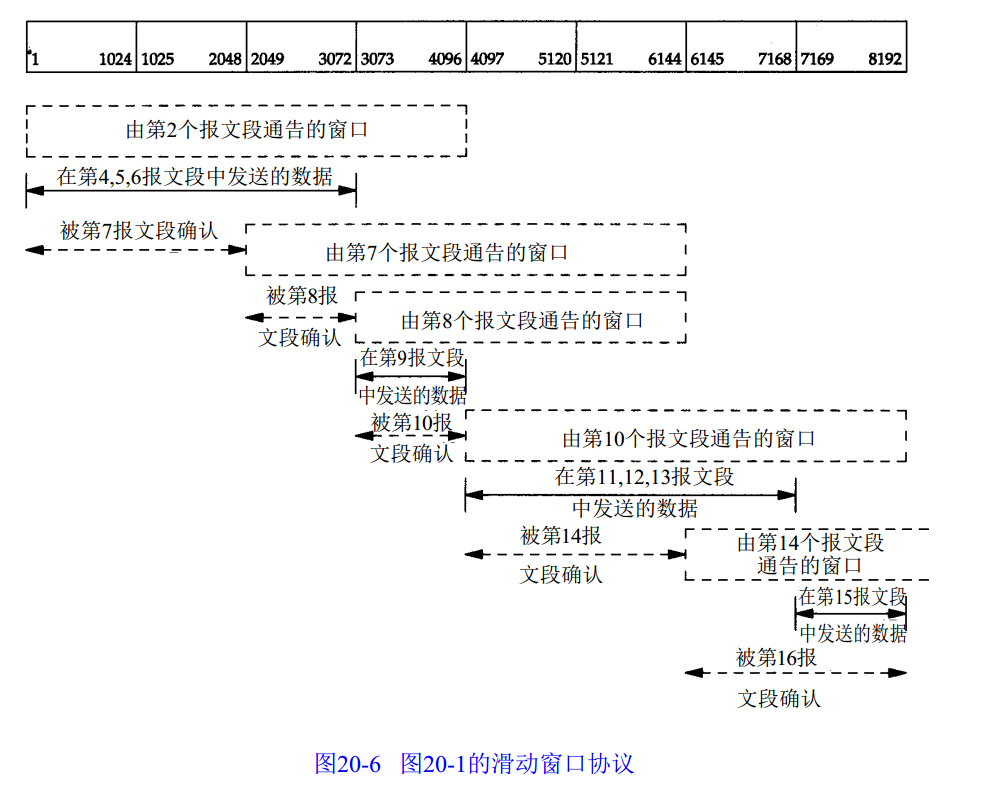 1 1024 1025 2048 2049 3072 3073 4096 4097 5120 5121 6144 6145 7168 7169 8192
由第2个报文段通告的窗口
在第4,5,6报文段中发送的数据
被第7报文段确认
由第7个报文段通告的窗口
被第8报
文段确认
由第8个报文段通告的窗口
在第9报文段
中发送的数据
被第10报
文段确认
由第10个报文段通告的窗口
在第11,12,13报文段
中发送的数据
被第14报
文段确认
由第14个报文段
通告的窗口
在第15报文段
中发送的数据
被第16报
文段确认
图20-6 图20-1的滑动窗口协议